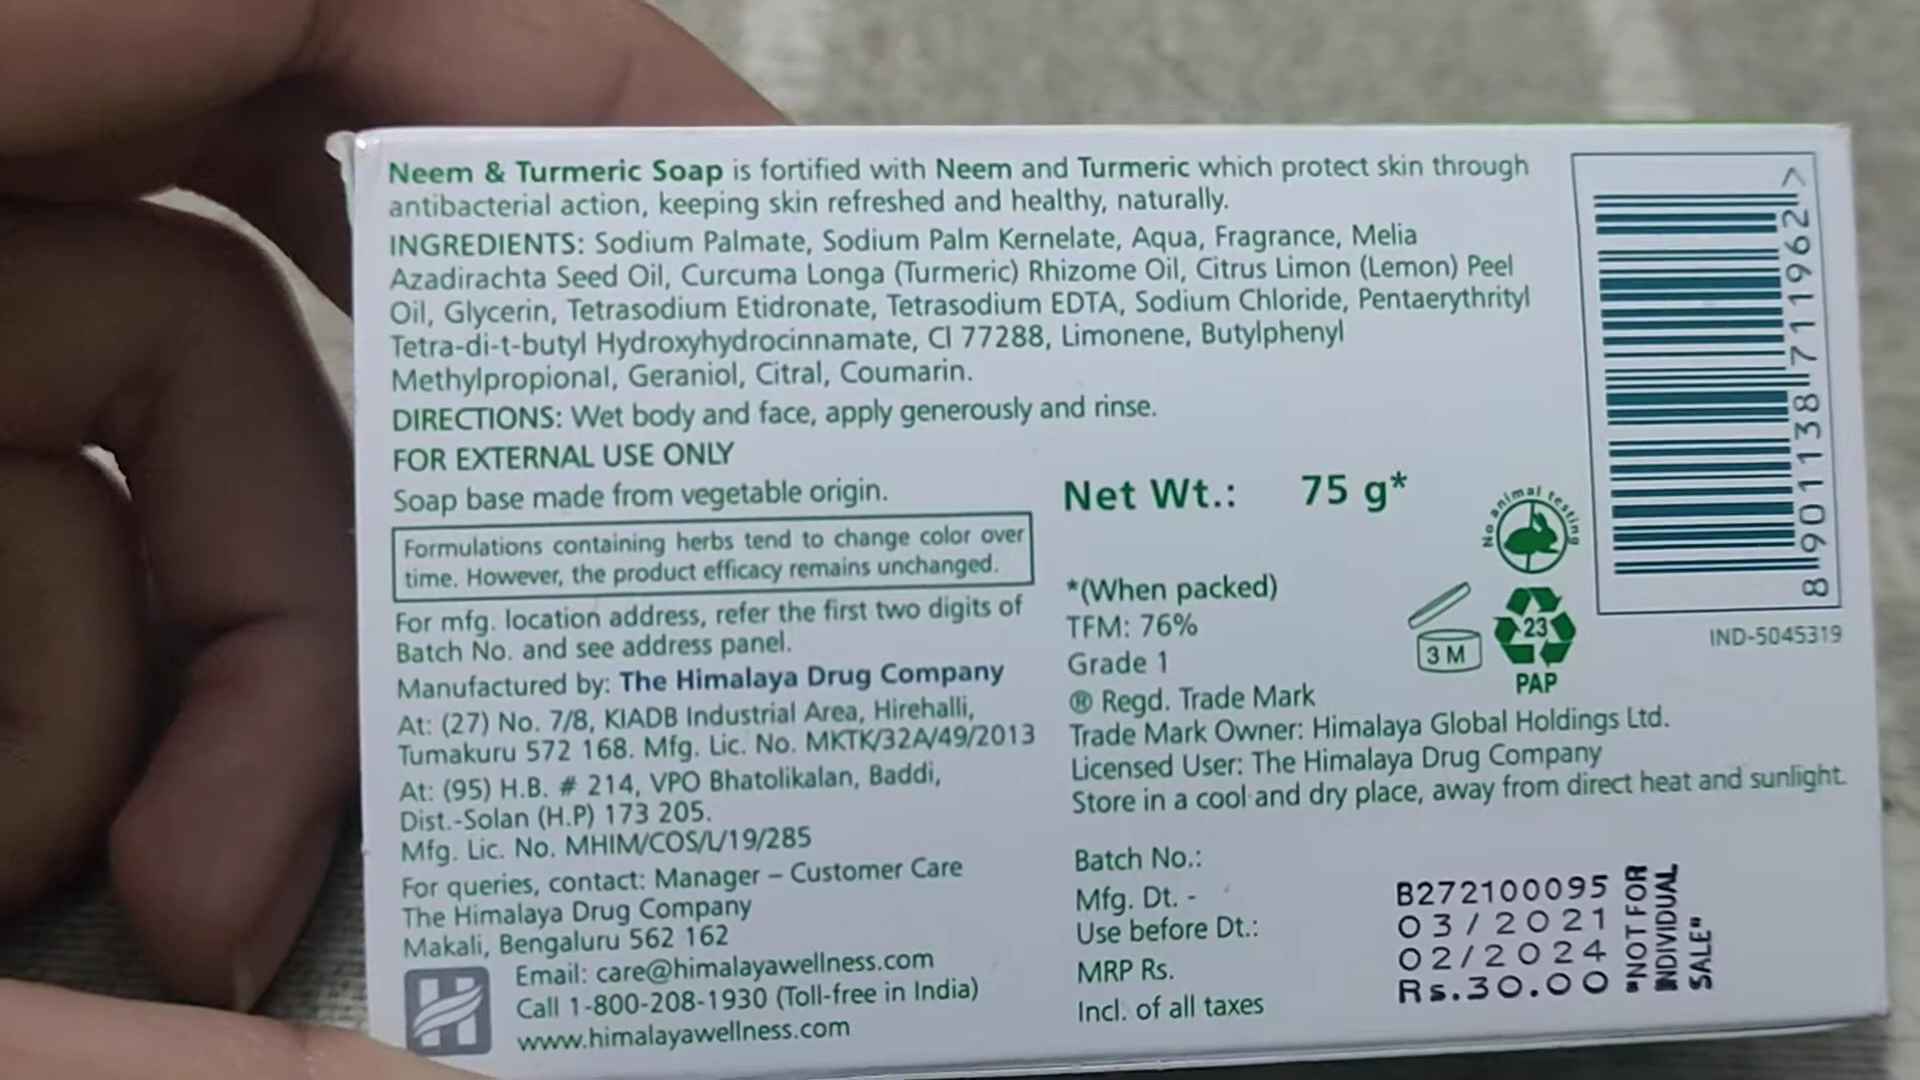 Neem & Turmeric Soap is fortified with Neem and Turmeric which protect skin through
antibacterial action, keeping skin refreshed and healthy, naturally.
INGREDIENTS: Sodium Palmate, Sodium Palm Kernelate, Aqua, Fragrance, Melia
Azadirachta Seed Oil, Curcuma Longa (Turmeric) Rhizome Oil, Citrus Limon (Lemon) Peel
Oil, Glycerin, Tetrasodium Etidronate, Tetrasodium EDTA, Sodium Chloride, Pentaerythrityl
Tetra-di-t-butyl Hydroxyhydrocinnamate, CI 77288, Limonene, Butylphenyl
Methylpropional, Geraniol, Citral, Coumarin.
DIRECTIONS: Wet body and face, apply generously and rinse.
FOR EXTERNAL USE ONLY
Soap base made from vegetable origin.
Formulations containing herbs tend to change color over
time. However, the product efficacy remains unchanged.
For mfg. location address, refer the first two digits of
Batch No. and see address panel.
Manufactured by: The Himalaya Drug Company
At: (27) No. 7/8, KIADB Industrial Area, Hirehalli,
Tumakuru 572 168. Mfg. Lic. No. MKTK/32A/49/2013
At: (95) H.B. # 214, VPO Bhatolikalan, Baddi,
Dist.-Solan (H.P) 173 205.
Mfg. Lic. No. MHIM/COS/L/19/285
For queries, contact: Manager – Customer Care
The Himalaya Drug Company
Makali, Bengaluru 562 162
Email: care@himalayawellness.com
Call 1-800-208-1930 (Toll-free in India)
www.himalayawellness.com
Net Wt.: 75 g*
*(When packed)
TFM: 76%
Grade 1
® Regd. Trade Mark
Trade Mark Owner: Himalaya Global Holdings Ltd.
Licensed User: The Himalaya Drug Company
Store in a cool and dry place, away from direct heat and sunlight.
No animal testing
3 M
23
PAP
8 901138 711962 >
IND-5045319
Batch No.: B272100095
Mfg. Dt. - 03/2021
Use before Dt.: 02/2024
MRP Rs. Rs.30.00
Incl. of all taxes
"NOT FOR
INDIVIDUAL
SALE"